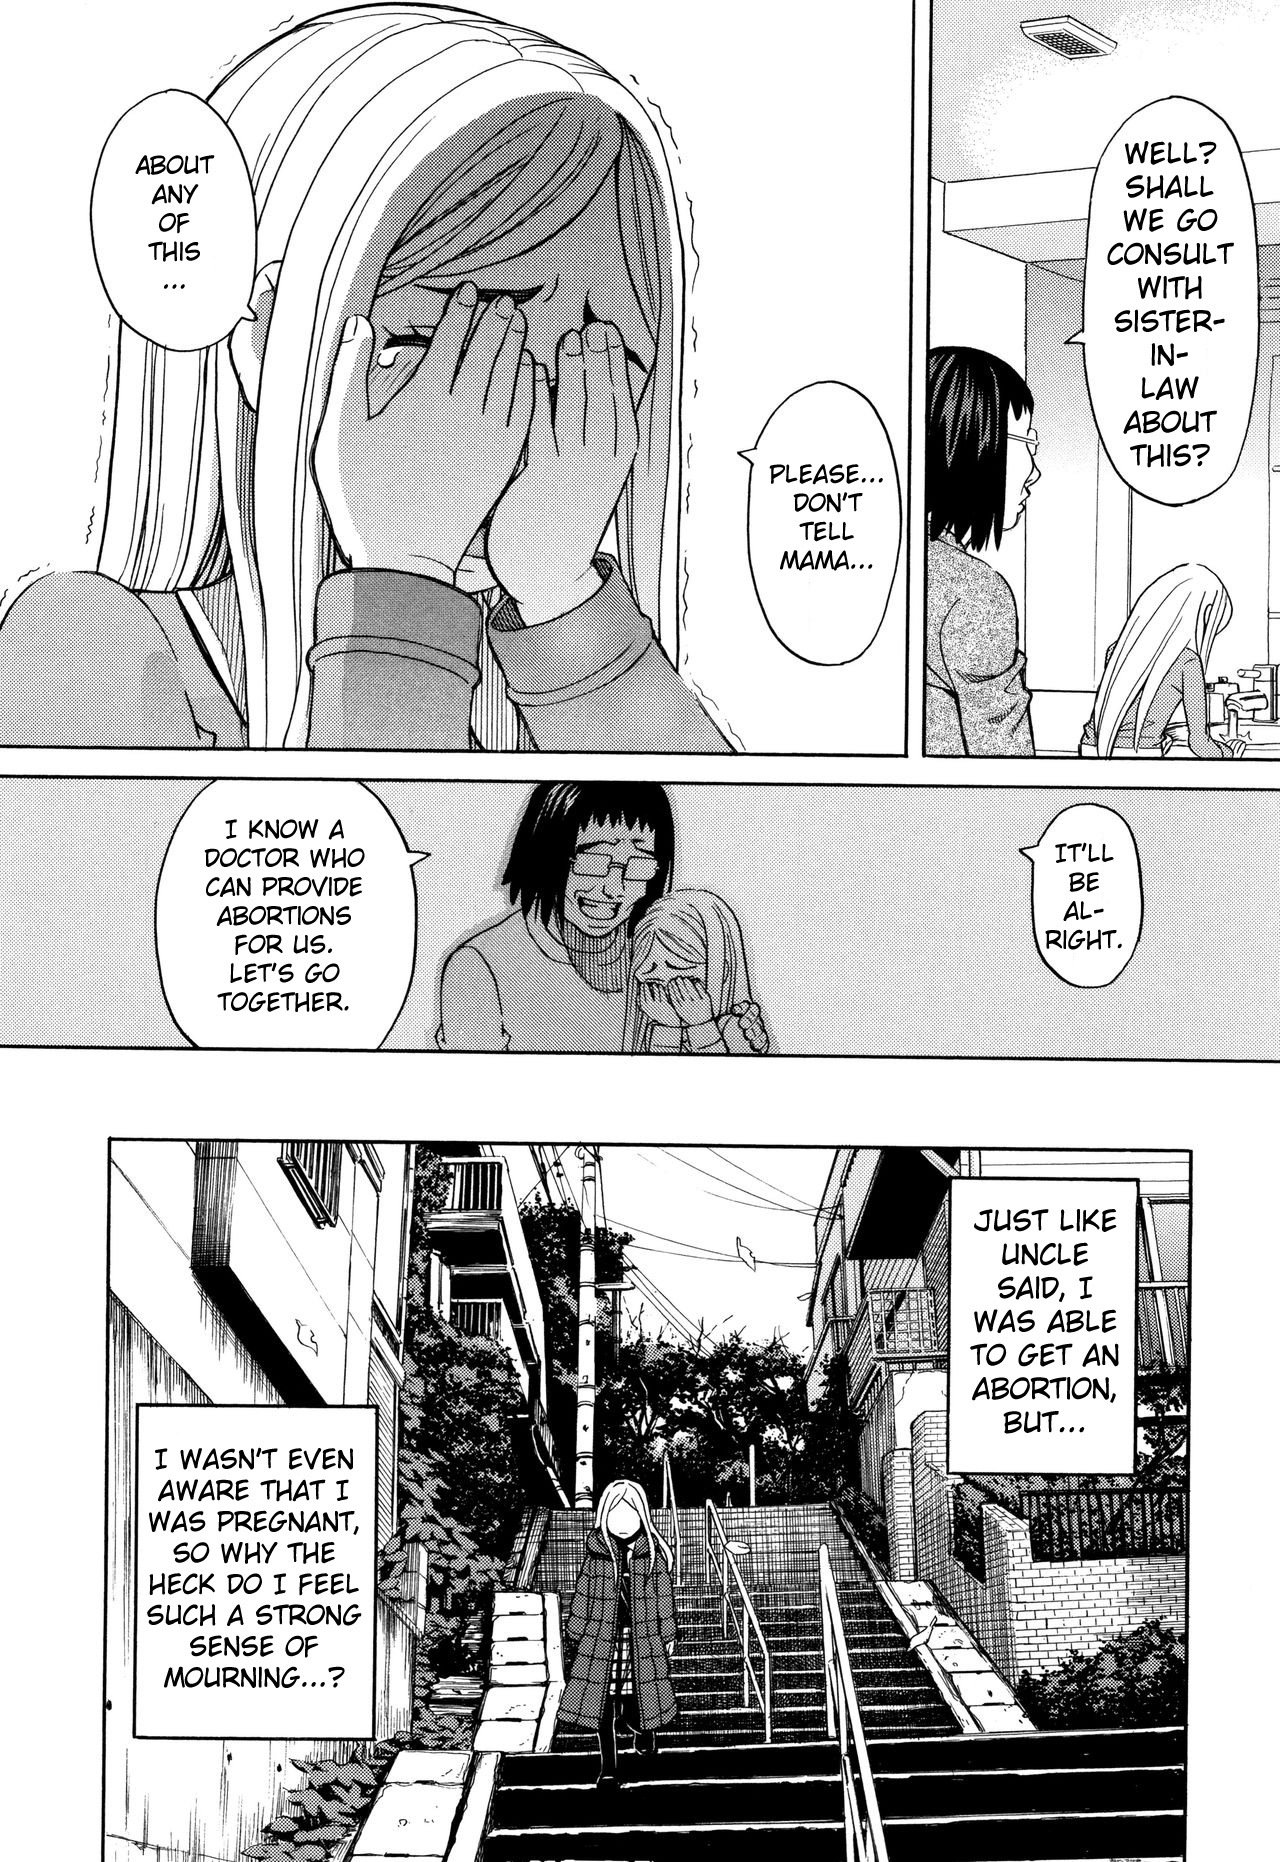 WELL?
SHALL
WE GO
CONSULT
WITH
SISTER-
IN-
LAW
ABOUT
THIS?
PLEASE...
DON'T
TELL
MAMA...
ABOUT
ANY
OF
THIS
...
IT'LL
BE
AL-
RIGHT.
I KNOW A
DOCTOR WHO
CAN PROVIDE
ABORTIONS
FOR US.
LET'S GO
TOGETHER.
JUST LIKE
UNCLE
SAID, I
WAS ABLE
TO GET AN
ABORTION,
BUT...
I WASN'T EVEN
AWARE THAT I
WAS PREGNANT,
SO WHY THE
HECK DO I FEEL
SUCH A STRONG
SENSE OF
MOURNING...?